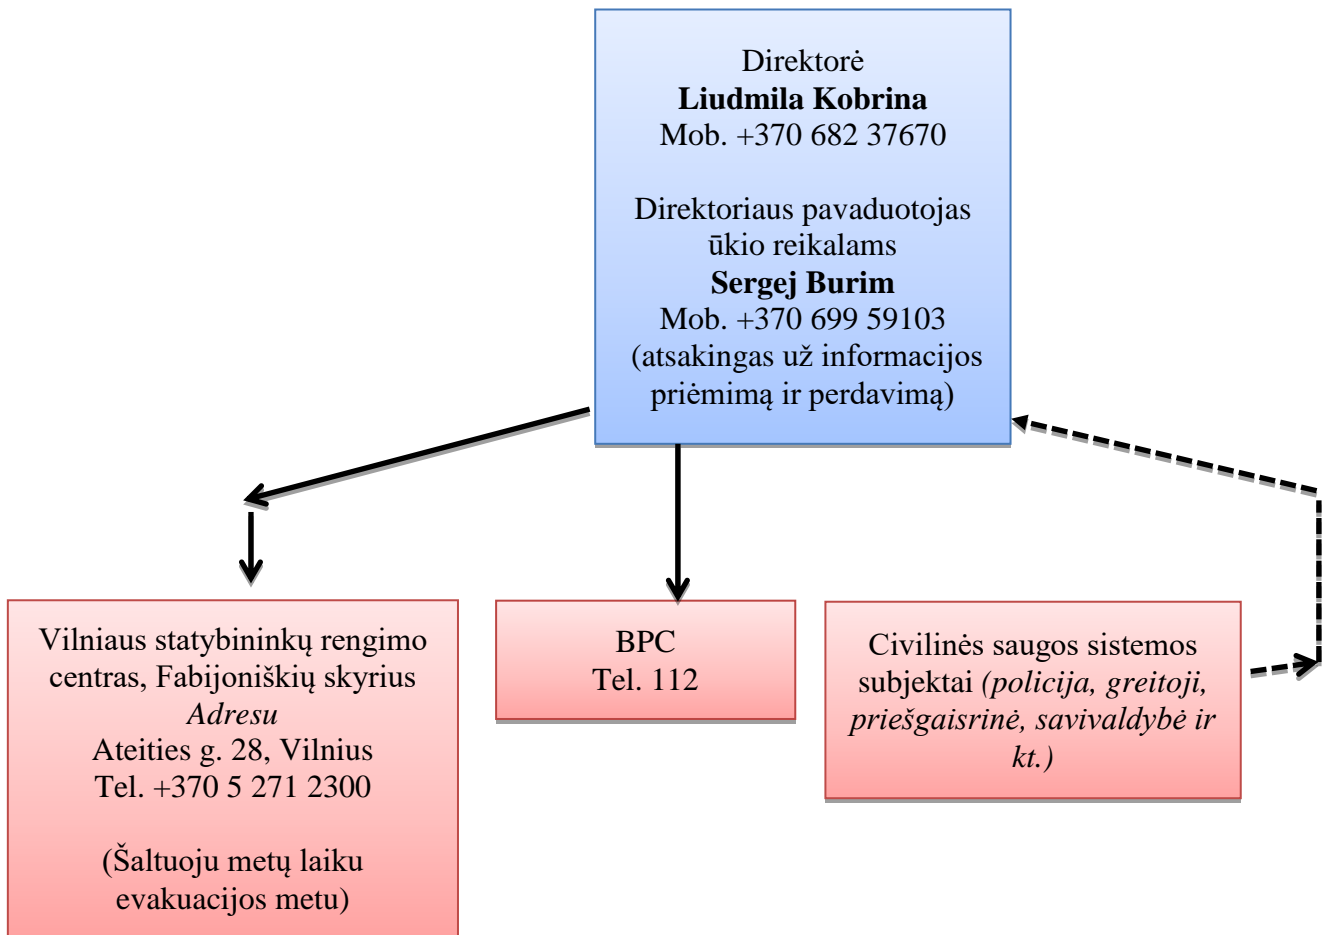 Direktorė
Liudmila Kobrina
Mob. +370 682 37670
Direktoriaus pavaduotojas
ūkio reikalams
Sergej Burim
Mob. +370 699 59103
(atsakingas už informacijos
priėmimą ir perdavimą)
Vilniaus statybininkų rengimo
centras, Fabijoniškių skyrius
Adresu
Ateities g. 28, Vilnius
Tel. +370 5 271 2300
(Šaltuoju metų laiku
evakuacijos metu)
BPC
Tel. 112
Civilinės saugos sistemos
subjektai (policija, greitoji,
priešgaisrinė, savivaldybė ir
kt.)